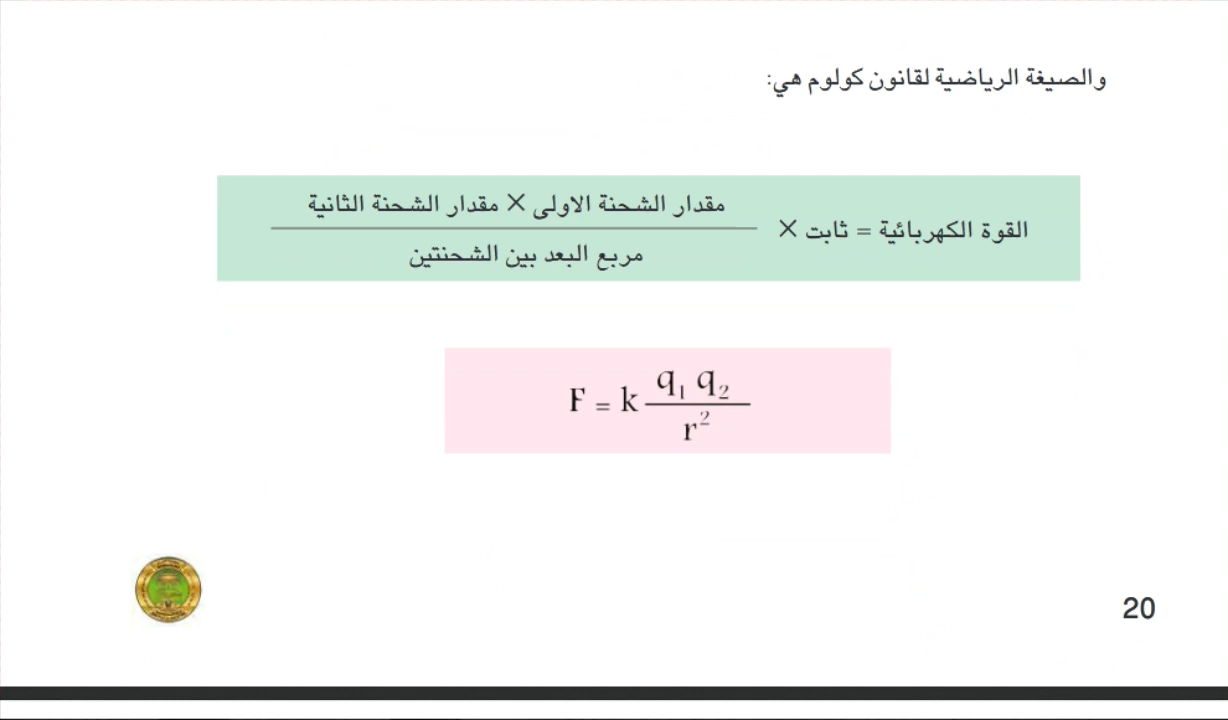 والصيغة الرياضية لقانون كولوم هي:
القوة الكهربائية = ثابت × مقدار الشحنة الاولى × مقدار الشحنة الثانية
مربع البعد بين الشحنتين
F = k q₁ q₂
r²
20